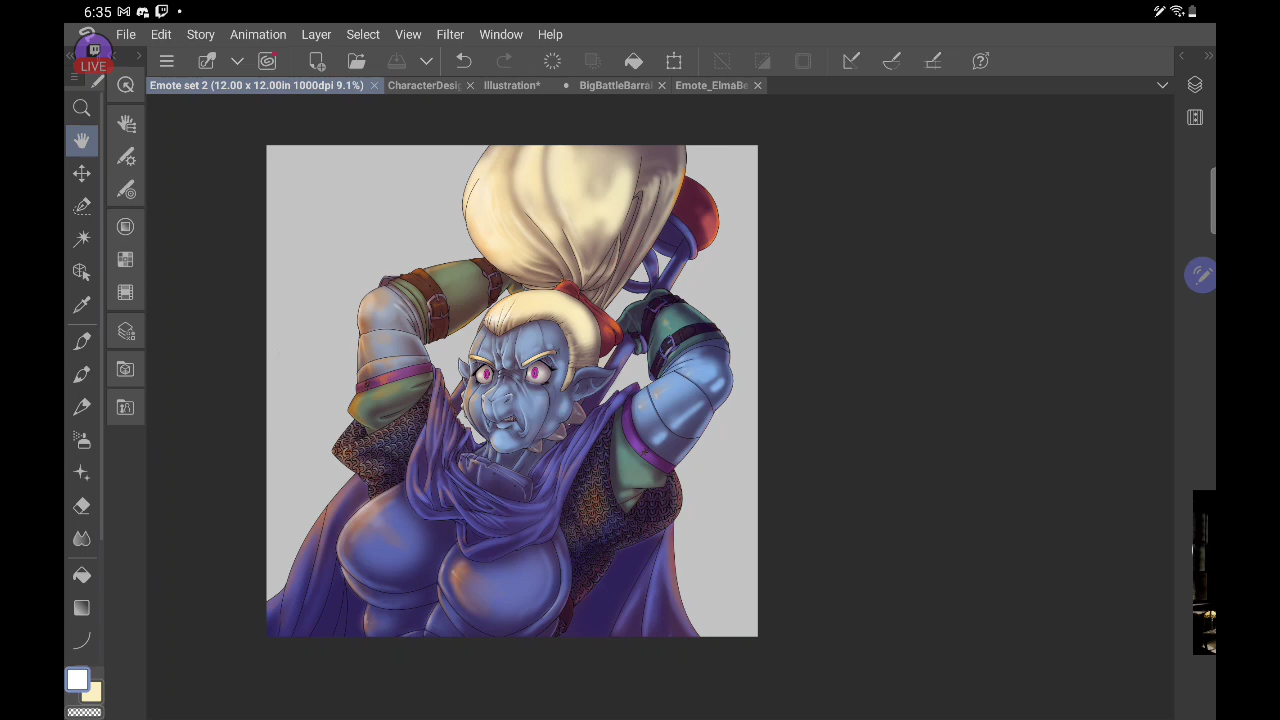 6:35
File Edit Story Animation Layer Select View Filter Window Help
LIVE
Emote set 2 (12.00 x 12.00in 1000dpi 9.1%) CharacterDesig Illustration* BigBattleBarral Emote_ElmaBe